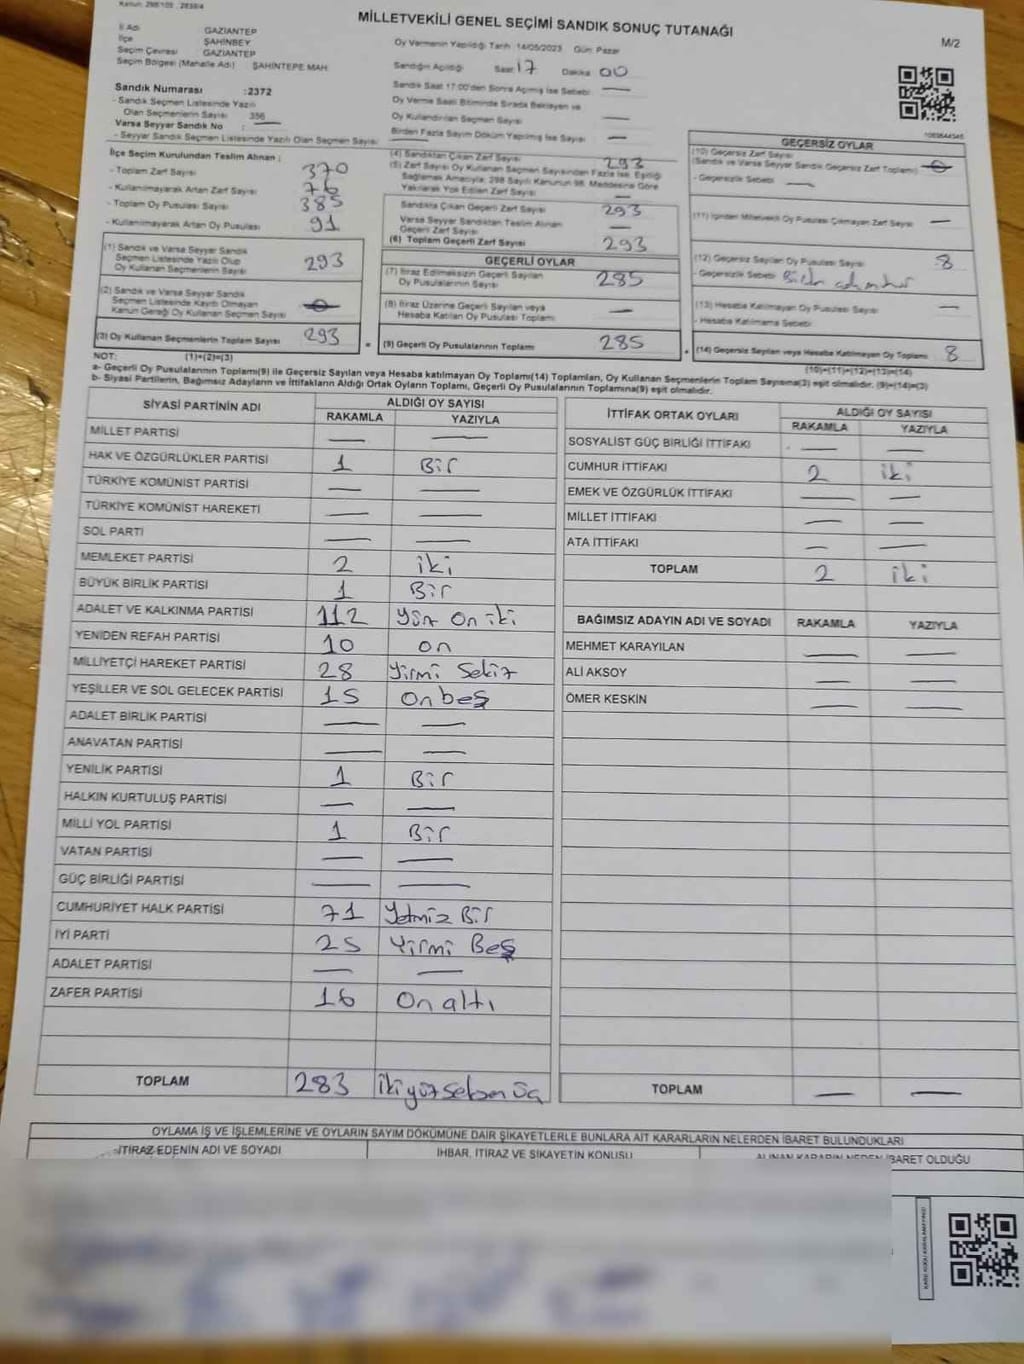 Kanun: 298/105 , 2839/4
MİLLETVEKİLİ GENEL SEÇİMİ SANDIK SONUÇ TUTANAĞI
M/2
İl Adı GAZİANTEP
İlçe ŞAHİNBEY
Seçim Çevresi GAZİANTEP
Seçim Bölgesi (Mahalle Adı) ŞAHİNTEPE MAH.
Oy Vermenin Yapıldığı Tarih :14/05/2023 Gün: Pazar
Sandığın Açıldığı Saat 17 Dakika 00
Sandık Saat 17:00'den Sonra Açılmış İse Sebebi —
Oy Verme Saati Bitiminde Sırada Bekleyen ve
Oy Kullandırılan Seçmen Sayısı —
Birden Fazla Sayım Döküm Yapılmış İse Sayısı —
Sandık Numarası :2372
- Sandık Seçmen Listesinde Yazılı
Olan Seçmenlerin Sayısı 356
Varsa Seyyar Sandık No : —
- Seyyar Sandık Seçmen Listesinde Yazılı Olan Seçmen Sayısı —
İlçe Seçim Kurulundan Teslim Alınan :
- Toplam Zarf Sayısı 370
- Kullanılmayarak Artan Zarf Sayısı 76
- Toplam Oy Pusulası Sayısı 385
- Kullanılmayarak Artan Oy Pusulası 91
(1) Sandık ve Varsa Seyyar Sandık
Seçmen Listesinde Yazılı Olup
Oy Kullanan Seçmenlerin Sayısı 293
(2) Sandık ve Varsa Seyyar Sandık
Seçmen Listesinde Kayıtlı Olmayan
Kanun Gereği Oy Kullanan Seçmen Sayısı
(3) Oy Kullanan Seçmenlerin Toplam Sayısı 293
(4) Sandıktan Çıkan Zarf Sayısı 293
(5) Zarf Sayısı Oy Kullanan Seçmen Sayısından Fazla İse, Eşitliği
Sağlamak Amacıyla; 298 Sayılı Kanunun 98. Maddesine Göre
Yakılarak Yok Edilen Zarf Sayısı —
Sandıkta Çıkan Geçerli Zarf Sayısı 293
Varsa Seyyar Sandıktan Teslim Alınan
Geçerli Zarf Sayısı —
(6) Toplam Geçerli Zarf Sayısı 293
GEÇERLİ OYLAR
(7) İtiraz Edilmeksizin Geçerli Sayılan
Oy Pusulalarının Sayısı 285
(8) İtiraz Üzerine Geçerli Sayılan veya
Hesaba Katılan Oy Pusulası Toplamı —
(9) Geçerli Oy Pusulalarının Toplamı 285
GEÇERSİZ OYLAR
(10) Geçersiz Zarf Sayısı
(Sandık ve Varsa Seyyar Sandık Geçersiz Zarf Toplamı)
- Geçersizlik Sebebi —
(11) İçinden Milletvekili Oy Pusulası Çıkmayan Zarf Sayısı —
(12) Geçersiz Sayılan Oy Pusulası Sayısı 8
- Geçersizlik Sebebi
(13) Hesaba Katılmayan Oy Pusulası Sayısı —
- Hesaba Katılmama Sebebi
(14) Geçersiz Sayılan veya Hesaba Katılmayan Oy Toplamı 8
(10)+(11)+(12)+(13)=(14)
NOT: (1)+(2)=(3)
a- Geçerli Oy Pusulalarının Toplamı(9) ile Geçersiz Sayılan veya Hesaba katılmayan Oy Toplamı(14) Toplamları, Oy Kullanan Seçmenlerin Toplam Sayısına(3) eşit olmalıdır. (9)+(14)=(3)
b- Siyasi Partilerin, Bağımsız Adayların ve İttifakların Aldığı Ortak Oyların Toplamı, Geçerli Oy Pusulalarının Toplamına(9) eşit olmalıdır.
SİYASİ PARTİNİN ADI ALDIĞI OY SAYISI
RAKAMLA YAZIYLA
MİLLET PARTİSİ — —
HAK VE ÖZGÜRLÜKLER PARTİSİ 1 Bir
TÜRKİYE KOMÜNİST PARTİSİ — —
TÜRKİYE KOMÜNİST HAREKETİ — —
SOL PARTİ — —
MEMLEKET PARTİSİ 2 iki
BÜYÜK BİRLİK PARTİSİ 1 Bir
ADALET VE KALKINMA PARTİSİ 112 Yüz on iki
YENİDEN REFAH PARTİSİ 10 on
MİLLİYETÇİ HAREKET PARTİSİ 28 Yirmi Sekiz
YEŞİLLER VE SOL GELECEK PARTİSİ 15 on beş
ADALET BİRLİK PARTİSİ — —
ANAVATAN PARTİSİ — —
YENİLİK PARTİSİ 1 Bir
HALKIN KURTULUŞ PARTİSİ — —
MİLLİ YOL PARTİSİ 1 Bir
VATAN PARTİSİ — —
GÜÇ BİRLİĞİ PARTİSİ — —
CUMHURİYET HALK PARTİSİ 71 Yetmiz Bir
İYİ PARTİ 25 Yirmi Beş
ADALET PARTİSİ — —
ZAFER PARTİSİ 16 On altı
TOPLAM 283 ikiyüz seksen üç
İTTİFAK ORTAK OYLARI ALDIĞI OY SAYISI
RAKAMLA YAZIYLA
SOSYALİST GÜÇ BİRLİĞİ İTTİFAKI — —
CUMHUR İTTİFAKI 2 iki
EMEK VE ÖZGÜRLÜK İTTİFAKI — —
MİLLET İTTİFAKI — —
ATA İTTİFAKI — —
TOPLAM 2 iki
BAĞIMSIZ ADAYIN ADI VE SOYADI RAKAMLA YAZIYLA
MEHMET KARAYILAN — —
ALİ AKSOY — —
ÖMER KESKİN — —
TOPLAM — —
OYLAMA İŞ VE İŞLEMLERİNE VE OYLARIN SAYIM DÖKÜMÜNE DAİR ŞİKAYETLERLE BUNLARA AİT KARARLARIN NELERDEN İBARET BULUNDUKLARI
İTİRAZ EDENİN ADI VE SOYADI İHBAR, İTİRAZ VE ŞİKAYETİN KONUSU ALINAN KARARIN NEDEN İBARET OLDUĞU